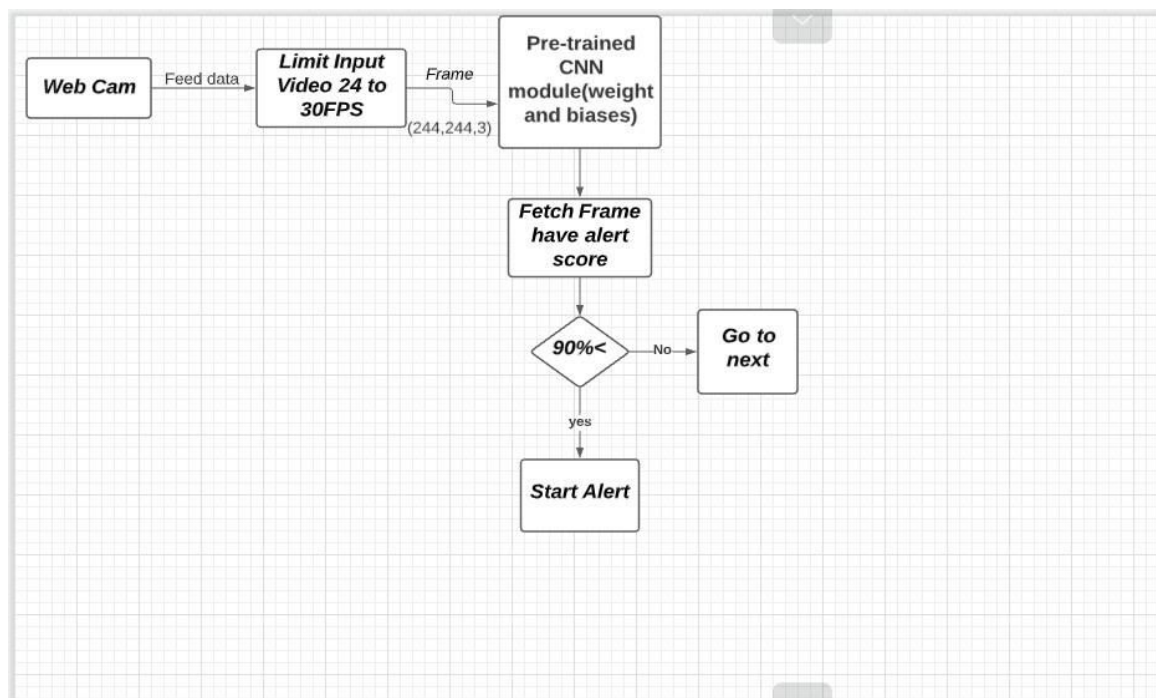 Web Cam
Feed data
Limit Input
Video 24 to
30FPS
Frame
(244,244,3)
Pre-trained
CNN
module(weight
and biases)
Fetch Frame
have alert
score
90%<
No
Go to
next
yes
Start Alert